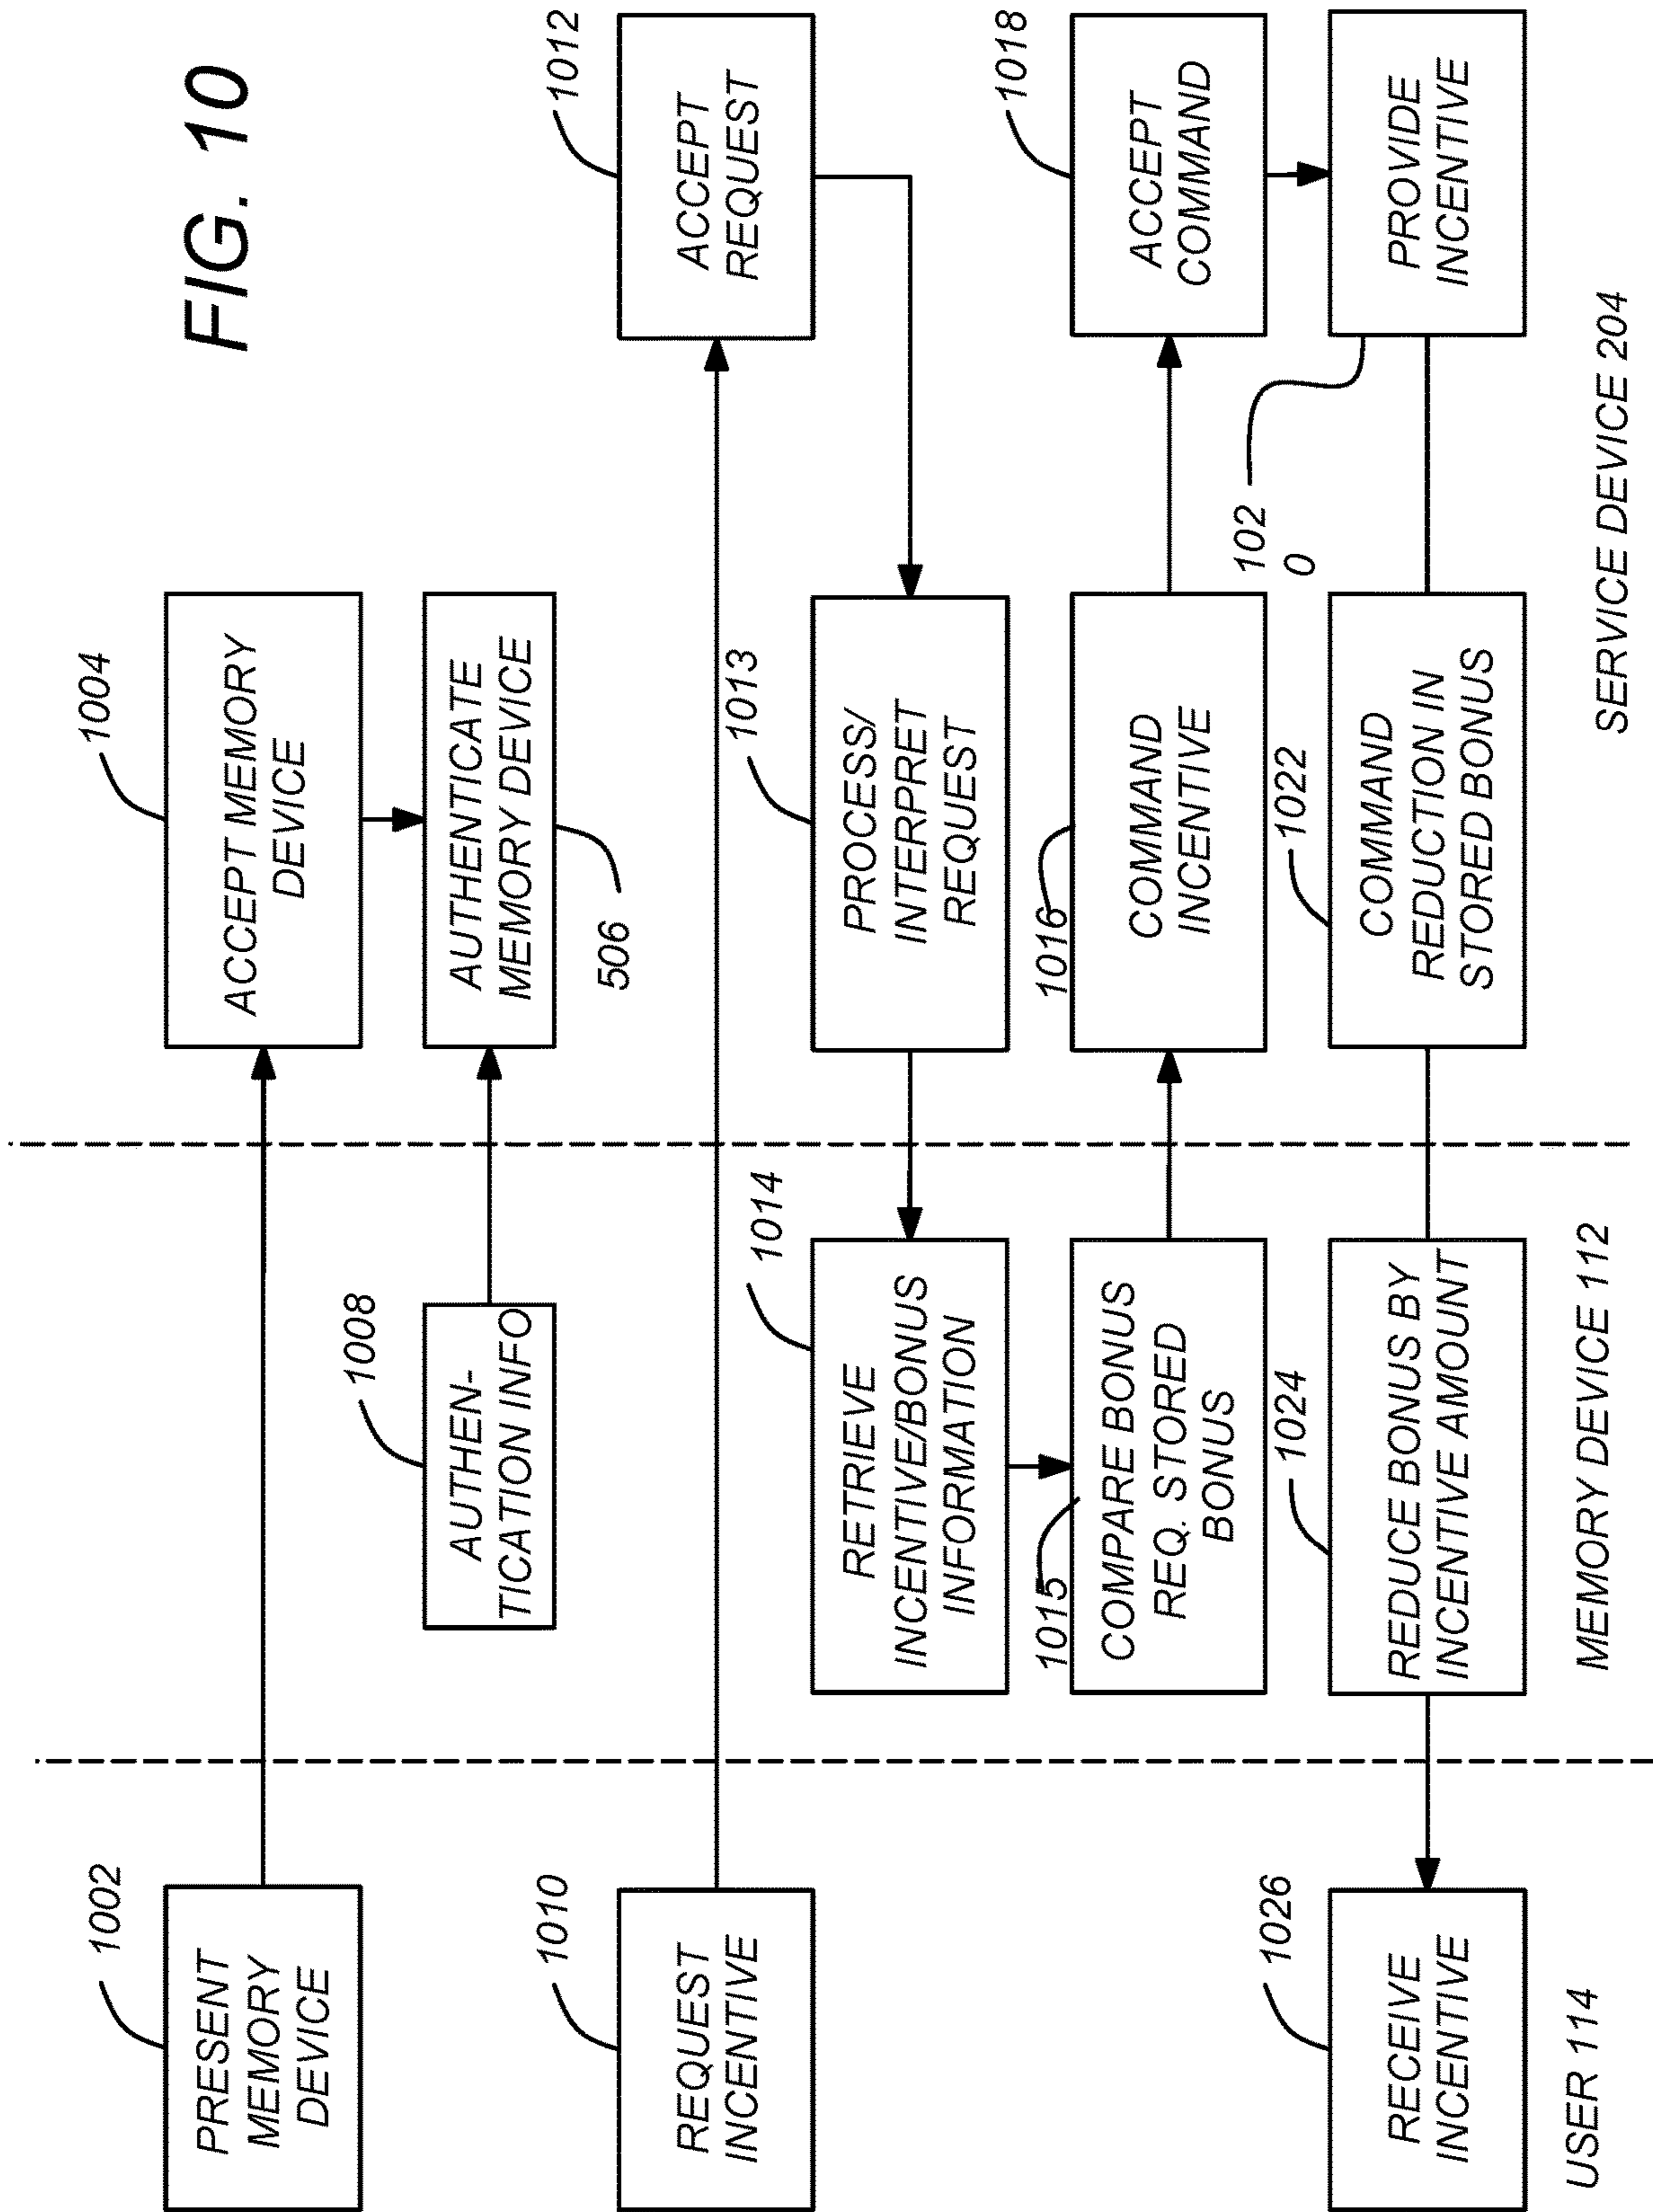 FIG. 10
1002
PRESENT
MEMORY
DEVICE
1004
ACCEPT MEMORY
DEVICE
1008
AUTHEN-
TICATION INFO
AUTHENTICATE
MEMORY DEVICE
506
1010
REQUEST
INCENTIVE
1012
ACCEPT
REQUEST
1014
RETRIEVE
INCENTIVE/BONUS
INFORMATION
1013
PROCESS/
INTERPRET
REQUEST
1015
COMPARE BONUS
REQ. STORED
BONUS
1016
COMMAND
INCENTIVE
1018
ACCEPT
COMMAND
1026
RECEIVE
INCENTIVE
1024
REDUCE BONUS BY
INCENTIVE AMOUNT
1022
COMMAND
REDUCTION IN
STORED BONUS
102
0
PROVIDE
INCENTIVE
USER 114
MEMORY DEVICE 112
SERVICE DEVICE 204